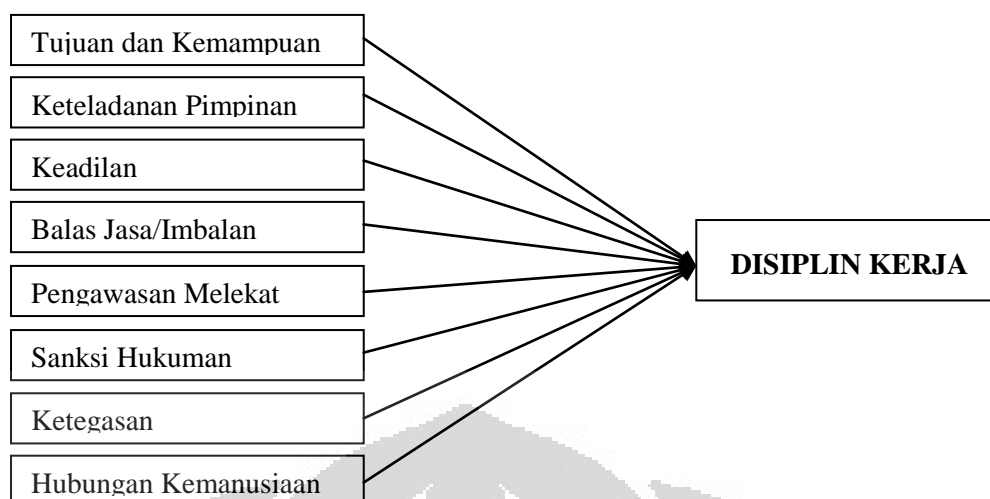 Tujuan dan Kemampuan
Keteladanan Pimpinan
Keadilan
Balas Jasa/Imbalan
Pengawasan Melekat
Sanksi Hukuman
Ketegasan
Hubungan Kemanusiaan
DISIPLIN KERJA